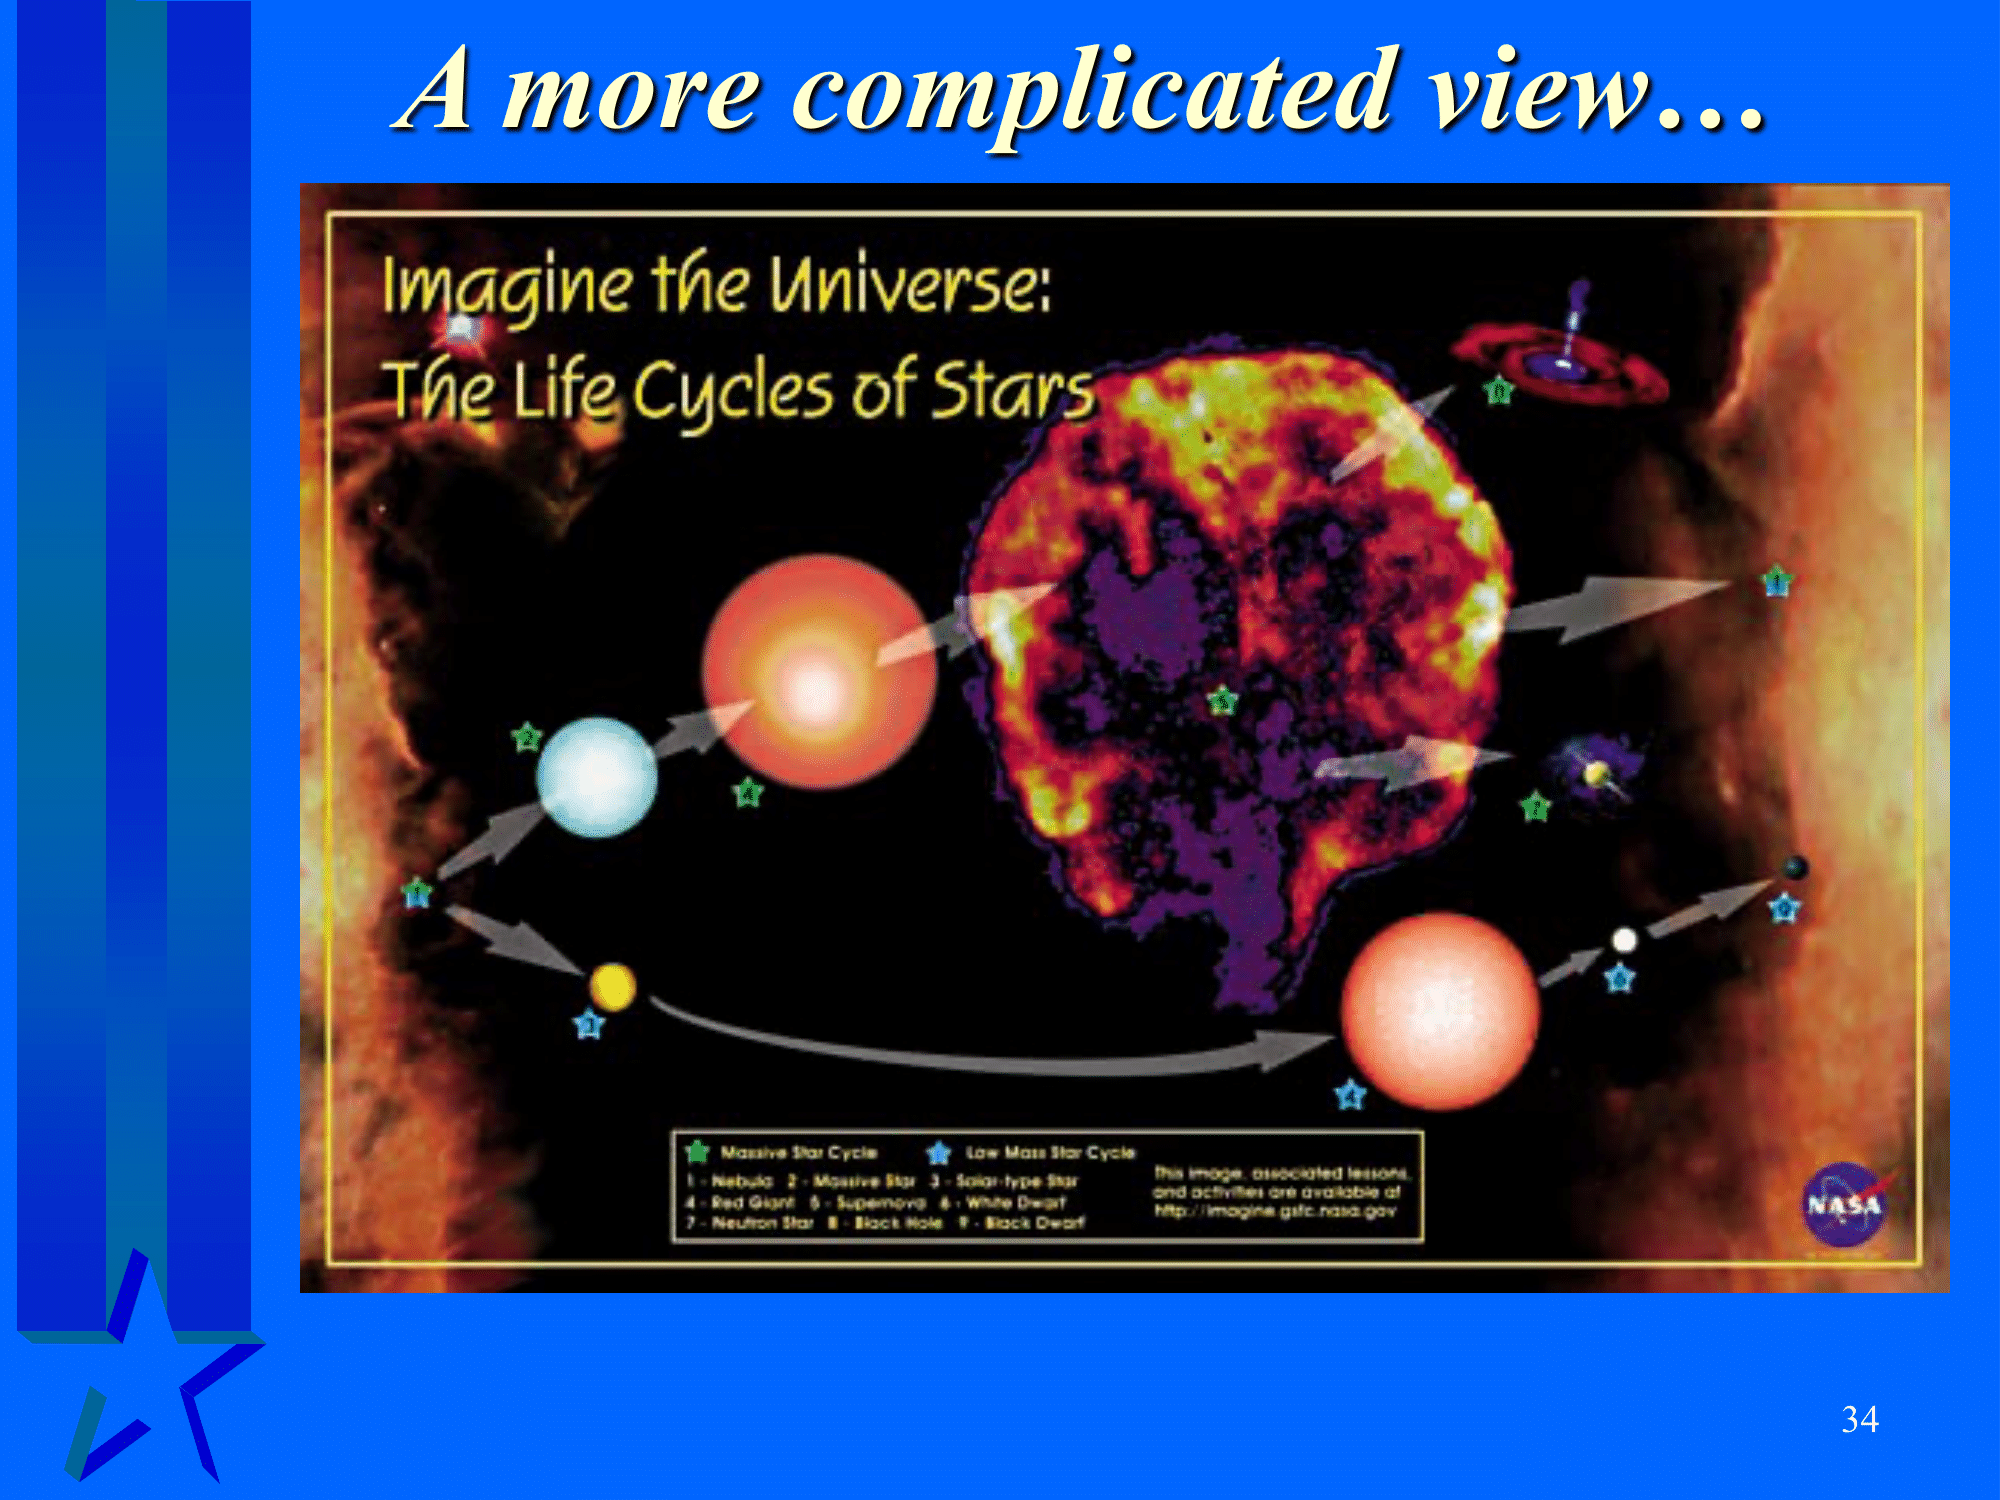 A more complicated view…
Imagine the Universe:
The Life Cycles of Stars
8
1
5
2
4
7
1
9
6
3
4
Massive Star Cycle Low Mass Star Cycle
1 - Nebula 2 - Massive Star 3 - Solar-type Star
4 - Red Giant 5 - Supernova 6 - White Dwarf
7 - Neutron Star 8 - Black Hole 9 - Black Dwarf
This image, associated lessons,
and activities are available at
http://imagine.gsfc.nasa.gov
NASA
34